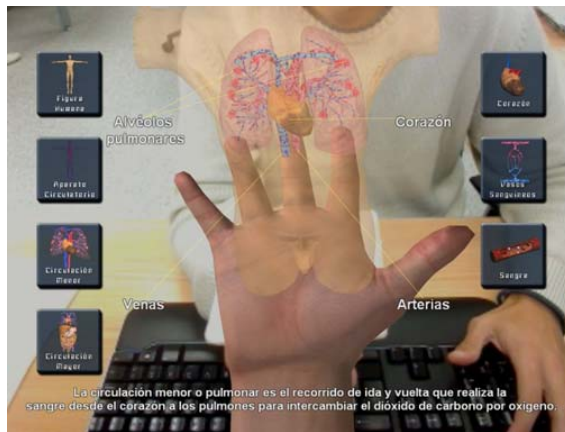 Figura
Humana
Alvéolos
pulmonares
Corazón
Corazón
Aparato
Circulatorio
Vasos
Sanguíneos
Circulación
Menor
Sangre
Venas
Arterias
Circulación
Mayor
La circulación menor o pulmonar es el recorrido de ida y vuelta que realiza la
sangre desde el corazón a los pulmones para intercambiar el dióxido de carbono por oxígeno.